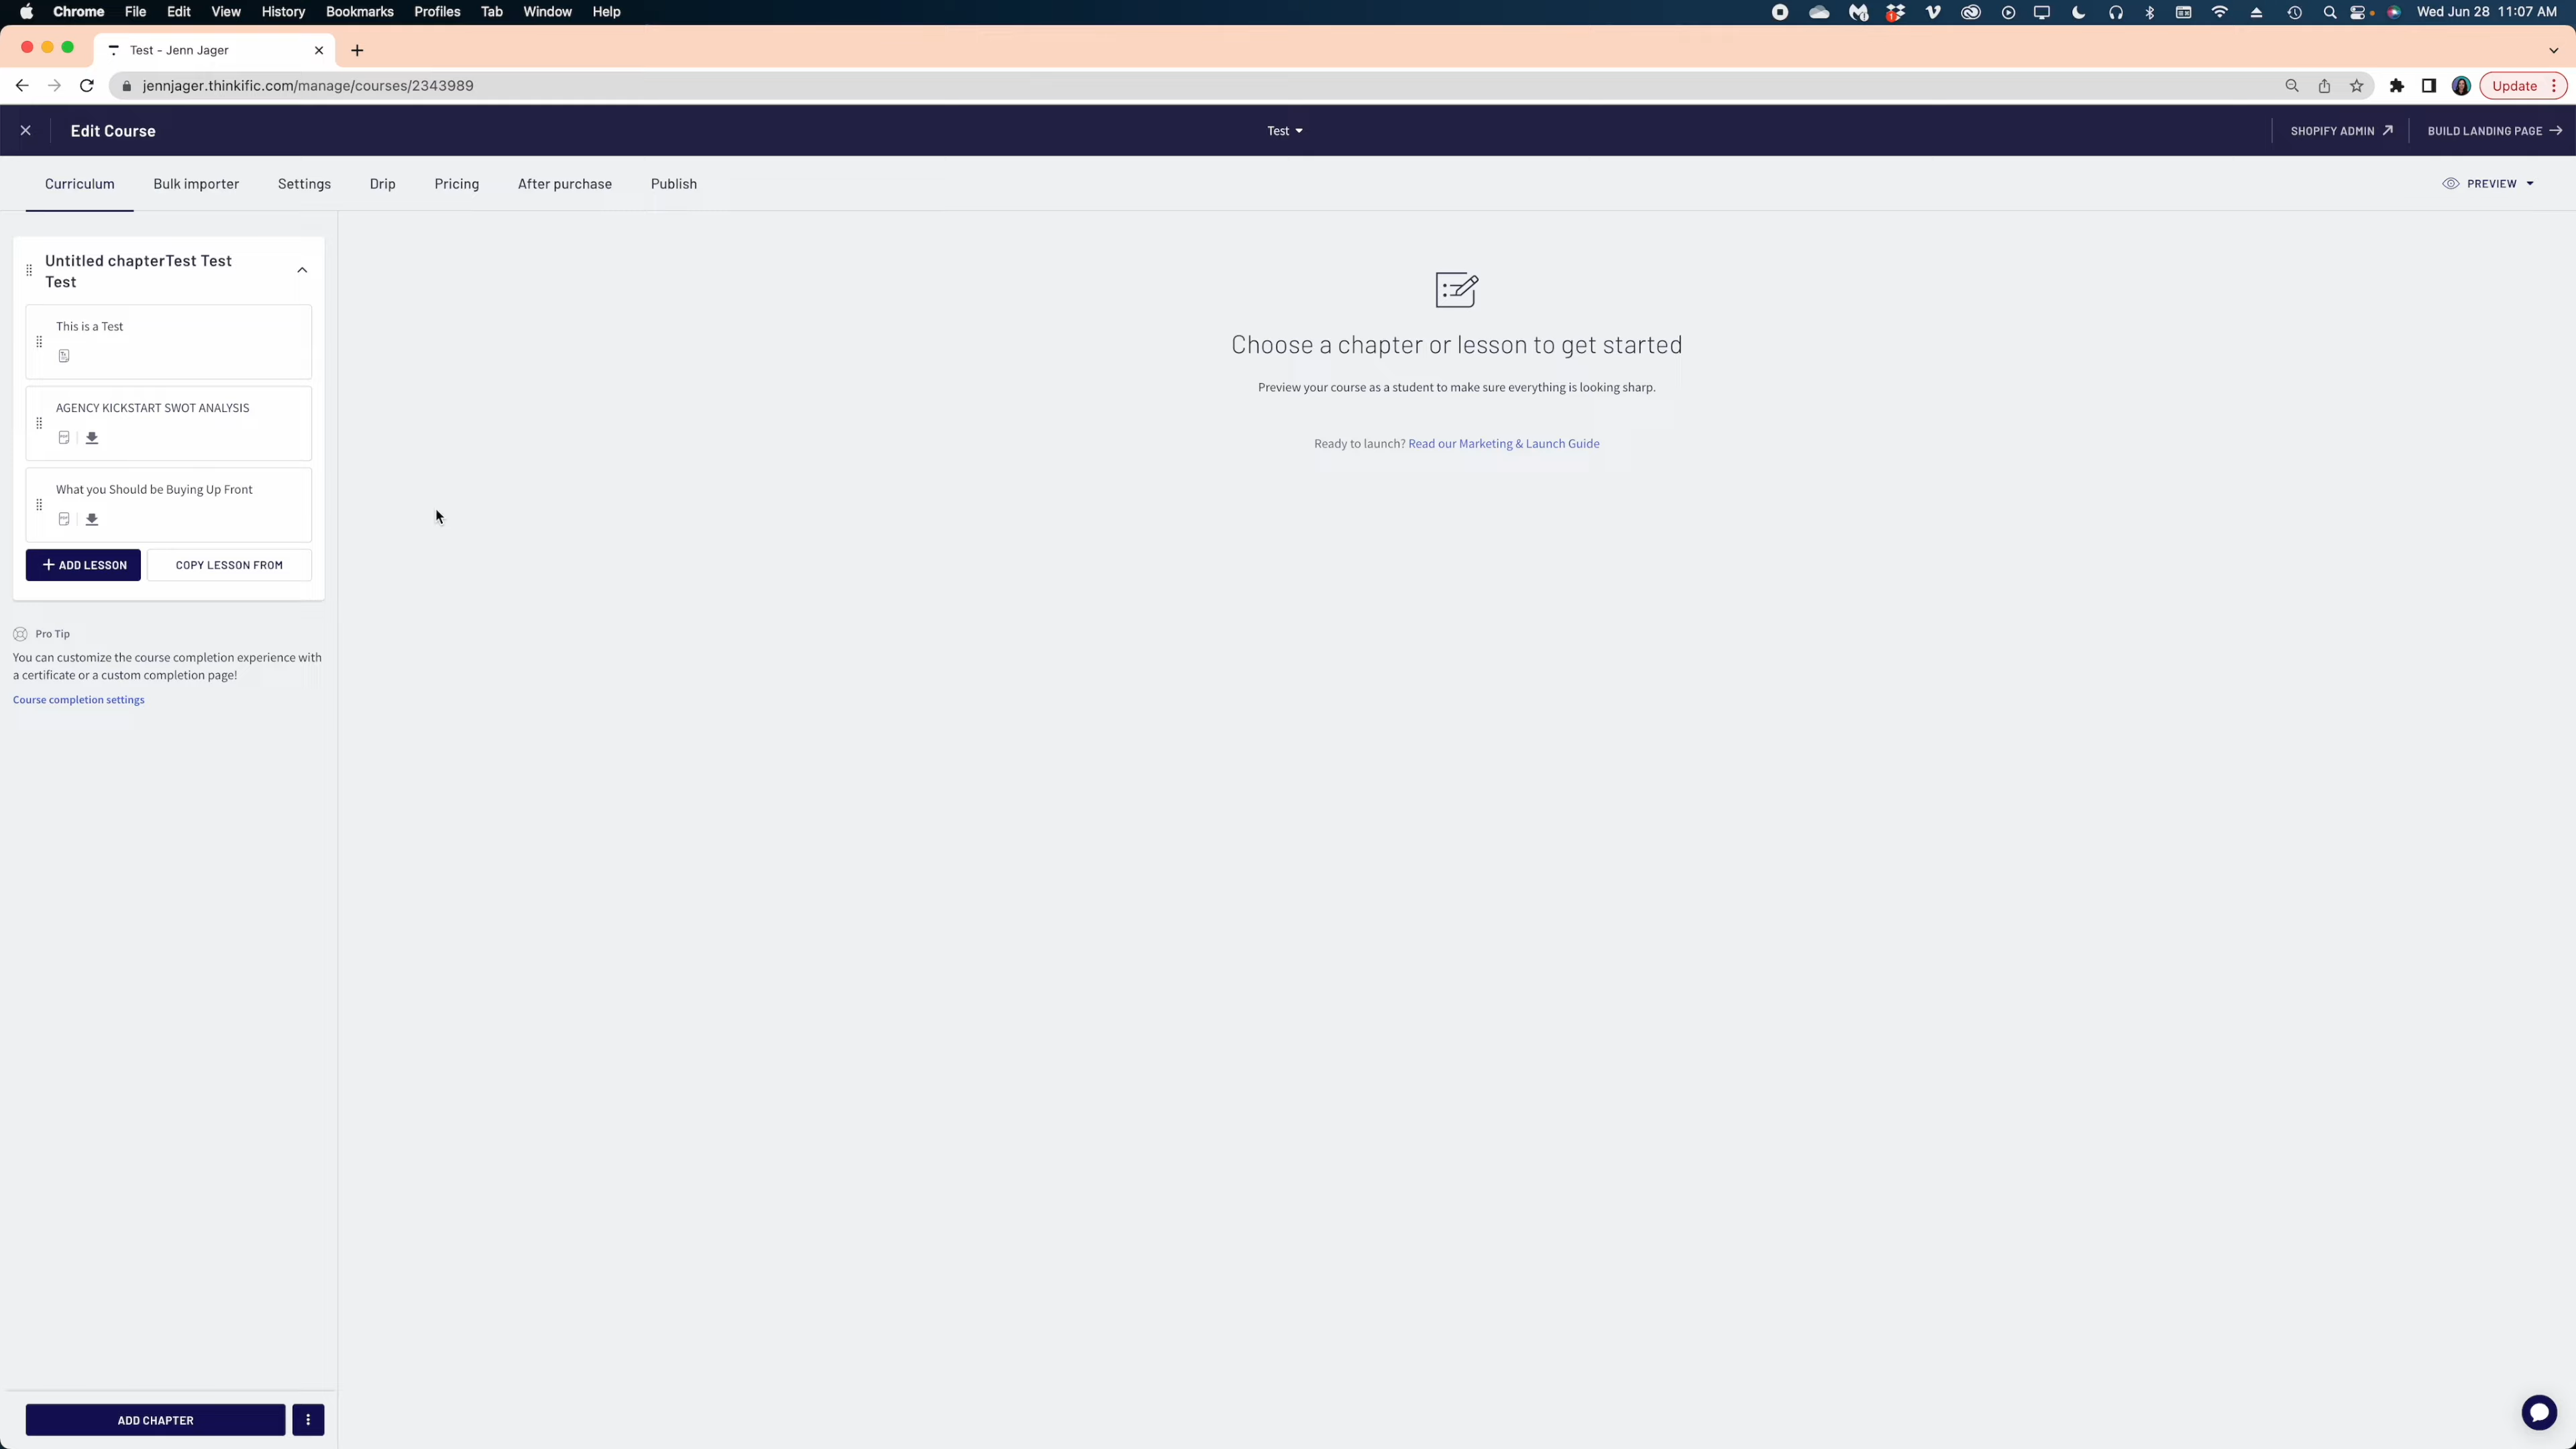 Chrome File Edit View History Bookmarks Profiles Tab Window Help
Wed Jun 28 11:07 AM
Test - Jenn Jager
jennjager.thinkific.com/manage/courses/2343989
Update
Edit Course
Test
SHOPIFY ADMIN
BUILD LANDING PAGE
Curriculum Bulk importer Settings Drip Pricing After purchase Publish
PREVIEW
Untitled chapterTest Test
Test
This is a Test
AGENCY KICKSTART SWOT ANALYSIS
What you Should be Buying Up Front
+ ADD LESSON
COPY LESSON FROM
Pro Tip
You can customize the course completion experience with
a certificate or a custom completion page!
Course completion settings
Choose a chapter or lesson to get started
Preview your course as a student to make sure everything is looking sharp.
Ready to launch? Read our Marketing & Launch Guide
ADD CHAPTER